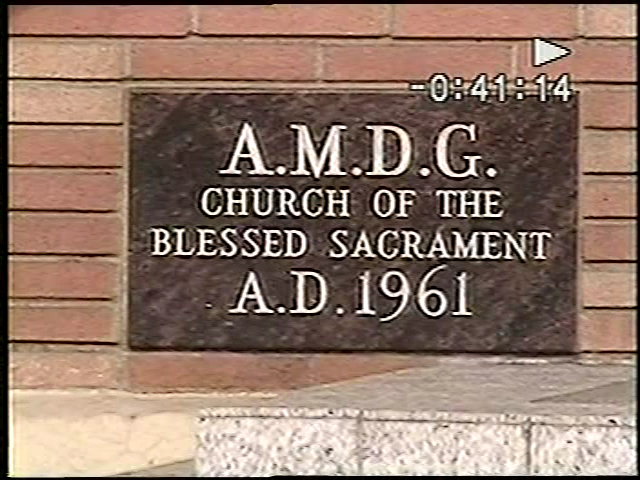 -0:41:14
A.M.D.G.
CHURCH OF THE
BLESSED SACRAMENT
A.D.1961